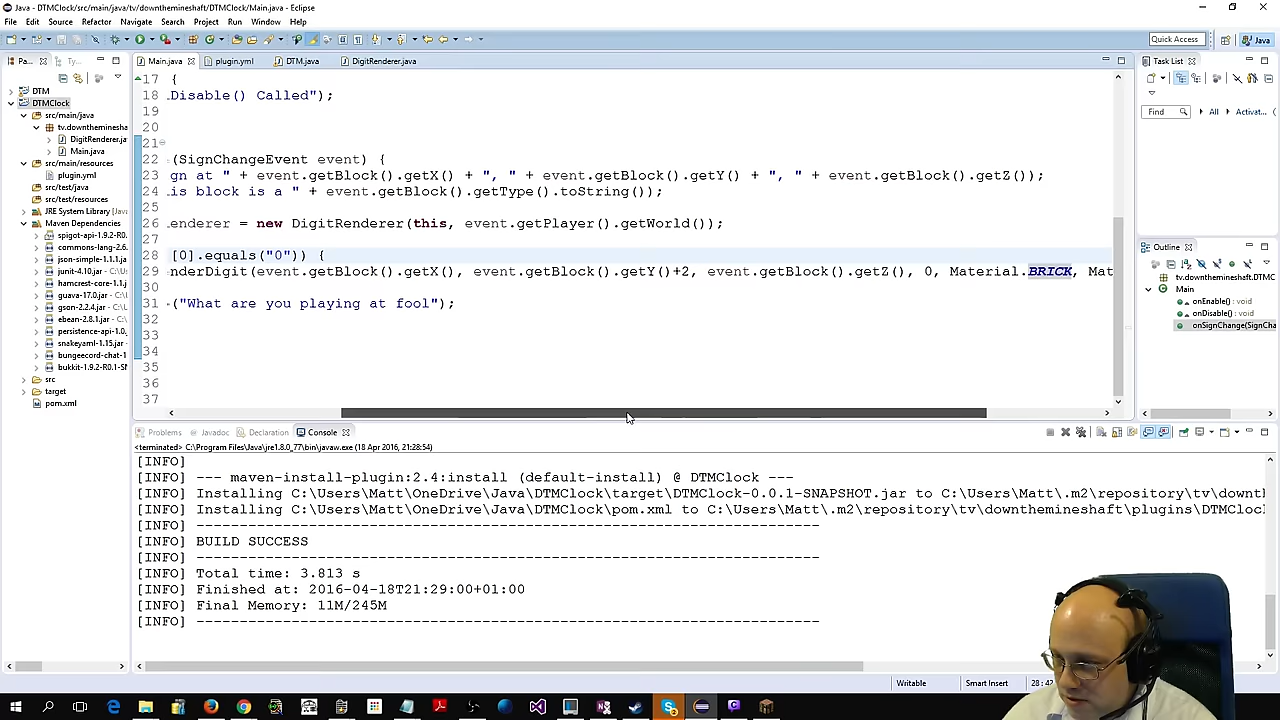 Java - DTMClock/src/main/java/tv/downthemineshaft/DTMClock/Main.java - Eclipse
File Edit Source Refactor Navigate Search Project Run Window Help
Quick Access
Java
Pa...
Ty...
DTM
DTMClock
src/main/java
tv.downtheminesha
DigitRenderer.ja
Main.java
src/main/resources
plugin.yml
src/test/java
src/test/resources
JRE System Library [Java
Maven Dependencies
spigot-api-1.9.2-R0-
commons-lang-2.6.
json-simple-1.1.1.ja
junit-4.10.jar - C:\U
hamcrest-core-1.1.j
guava-17.0.jar - C:\
gson-2.2.4.jar - C:\U
ebean-2.8.1.jar - C:
persistence-api-1.0.
snakeyaml-1.15.jar
bungeecord-chat-1
bukkit-1.9.2-R0.1-S
src
target
pom.xml
Main.java
plugin.yml
DTM.java
DigitRenderer.java
17 {
18 Disable() Called");
19
20
21
22 (SignChangeEvent event) {
23 gn at " + event.getBlock().getX() + ", " + event.getBlock().getY() + ", " + event.getBlock().getZ());
24 is block is a " + event.getBlock().getType().toString());
25
26 enderer = new DigitRenderer(this, event.getPlayer().getWorld());
27
28 [0].equals("0")) {
29 nderDigit(event.getBlock().getX(), event.getBlock().getY()+2, event.getBlock().getZ(), 0, Material.BRICK, Mat
30
31 ("What are you playing at fool");
32
33
34
35
36
37
Task List
Find
All
Activat...
Outline
tv.downthemineshaft.DTM
Main
onEnable() : void
onDisable() : void
onSignChange(SignCha
Problems
Javadoc
Declaration
Console
<terminated> C:\Program Files\Java\jre1.8.0_77\bin\javaw.exe (18 Apr 2016, 21:28:54)
[INFO]
[INFO] --- maven-install-plugin:2.4:install (default-install) @ DTMClock ---
[INFO] Installing C:\Users\Matt\OneDrive\Java\DTMClock\target\DTMClock-0.0.1-SNAPSHOT.jar to C:\Users\Matt\.m2\repository\tv\downth
[INFO] Installing C:\Users\Matt\OneDrive\Java\DTMClock\pom.xml to C:\Users\Matt\.m2\repository\tv\downthemineshaft\plugins\DTMClock
[INFO] ------------------------------------------------------------------------
[INFO] BUILD SUCCESS
[INFO] ------------------------------------------------------------------------
[INFO] Total time: 3.813 s
[INFO] Finished at: 2016-04-18T21:29:00+01:00
[INFO] Final Memory: 11M/245M
[INFO] ------------------------------------------------------------------------
Writable
Smart Insert
28 : 42